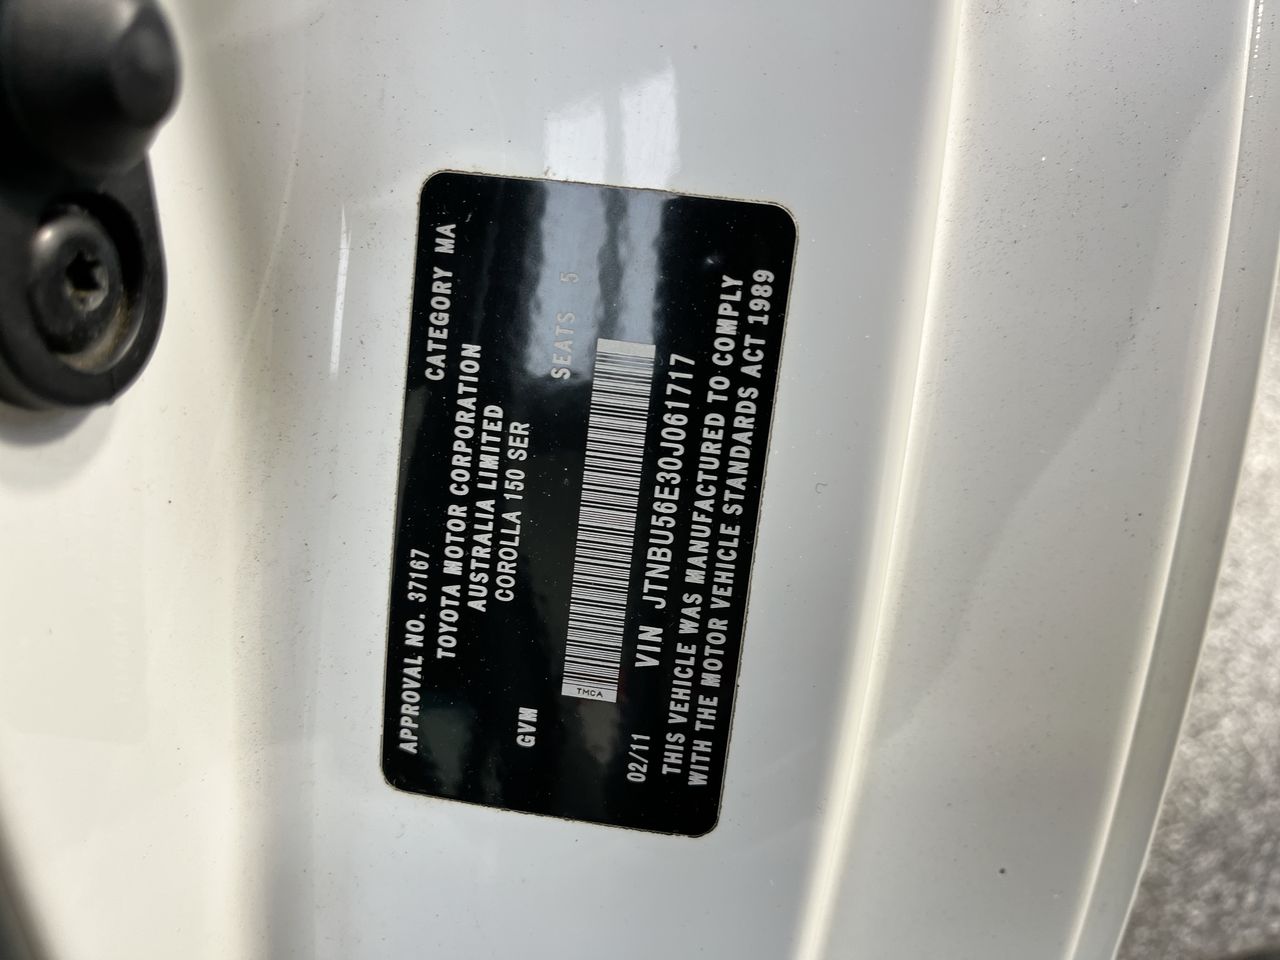 APPROVAL NO. 37167 CATEGORY MA
TOYOTA MOTOR CORPORATION
AUSTRALIA LIMITED
COROLLA 150 SER
GVM SEATS 5
TMCA
02/11 VIN JTNBU56E30J061717
THIS VEHICLE WAS MANUFACTURED TO COMPLY
WITH THE MOTOR VEHICLE STANDARDS ACT 1989